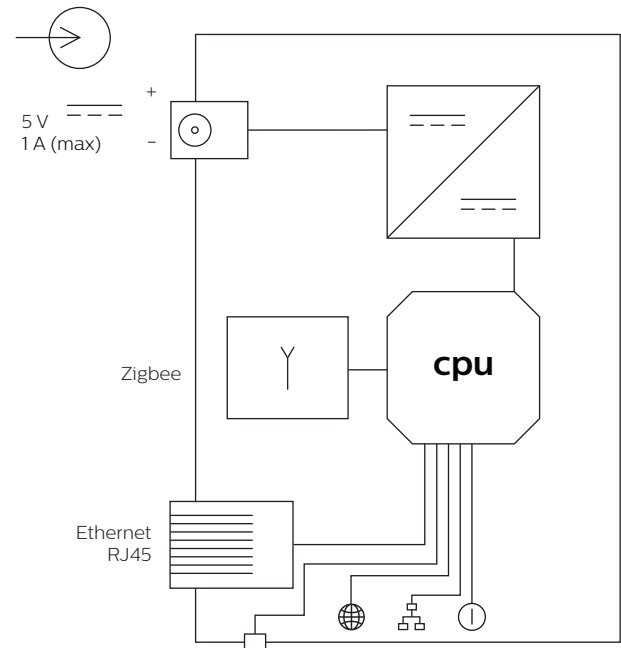 +
5 V
1 A (max)
–
Zigbee
cpu
Ethernet
RJ45